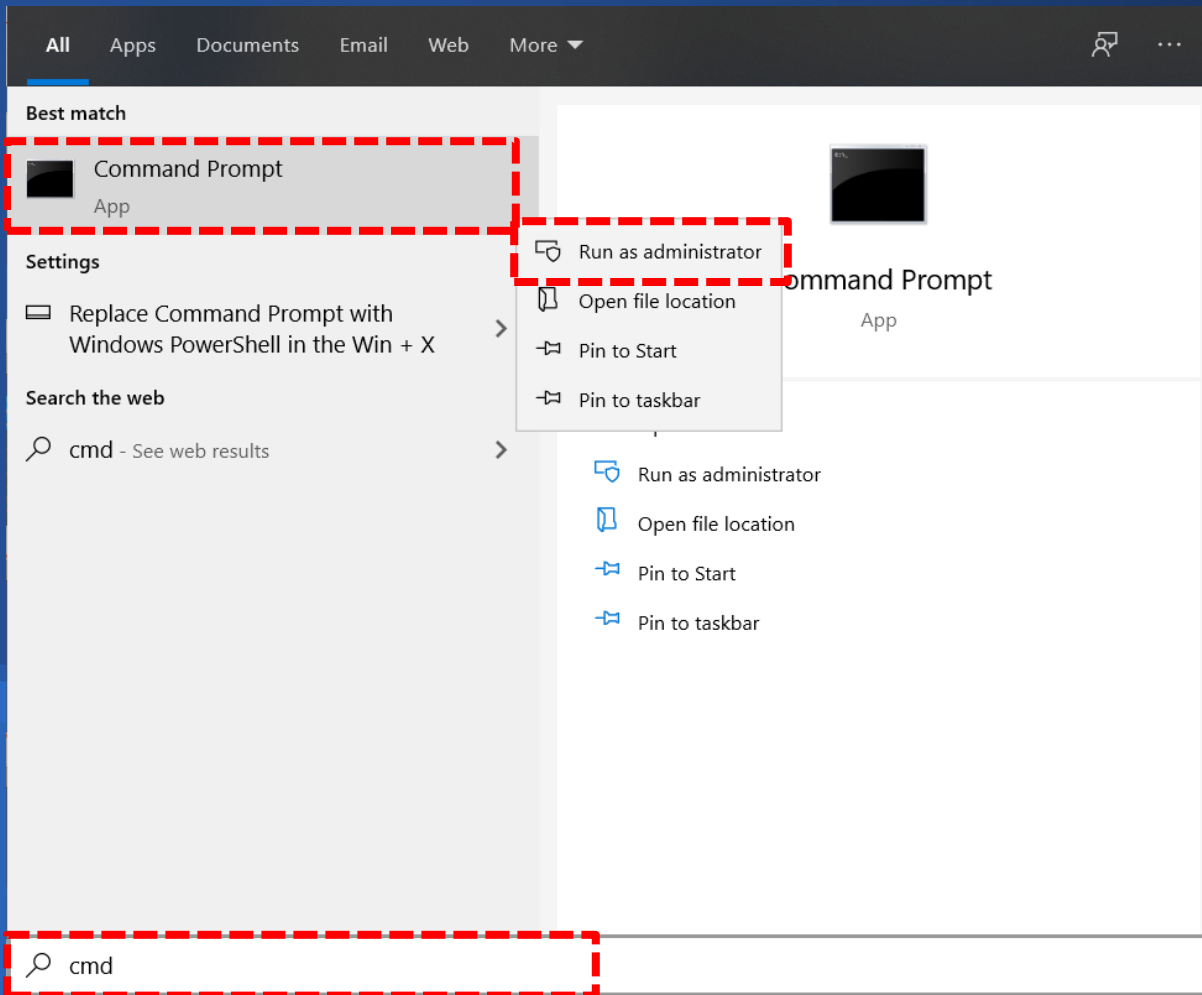 All Apps Documents Email Web More ...
Best match
Command Prompt
App
Settings
Replace Command Prompt with
Windows PowerShell in the Win + X
Search the web
cmd - See web results
Run as administrator
Open file location
Pin to Start
Pin to taskbar
ommand Prompt
App
Run as administrator
Open file location
Pin to Start
Pin to taskbar
cmd